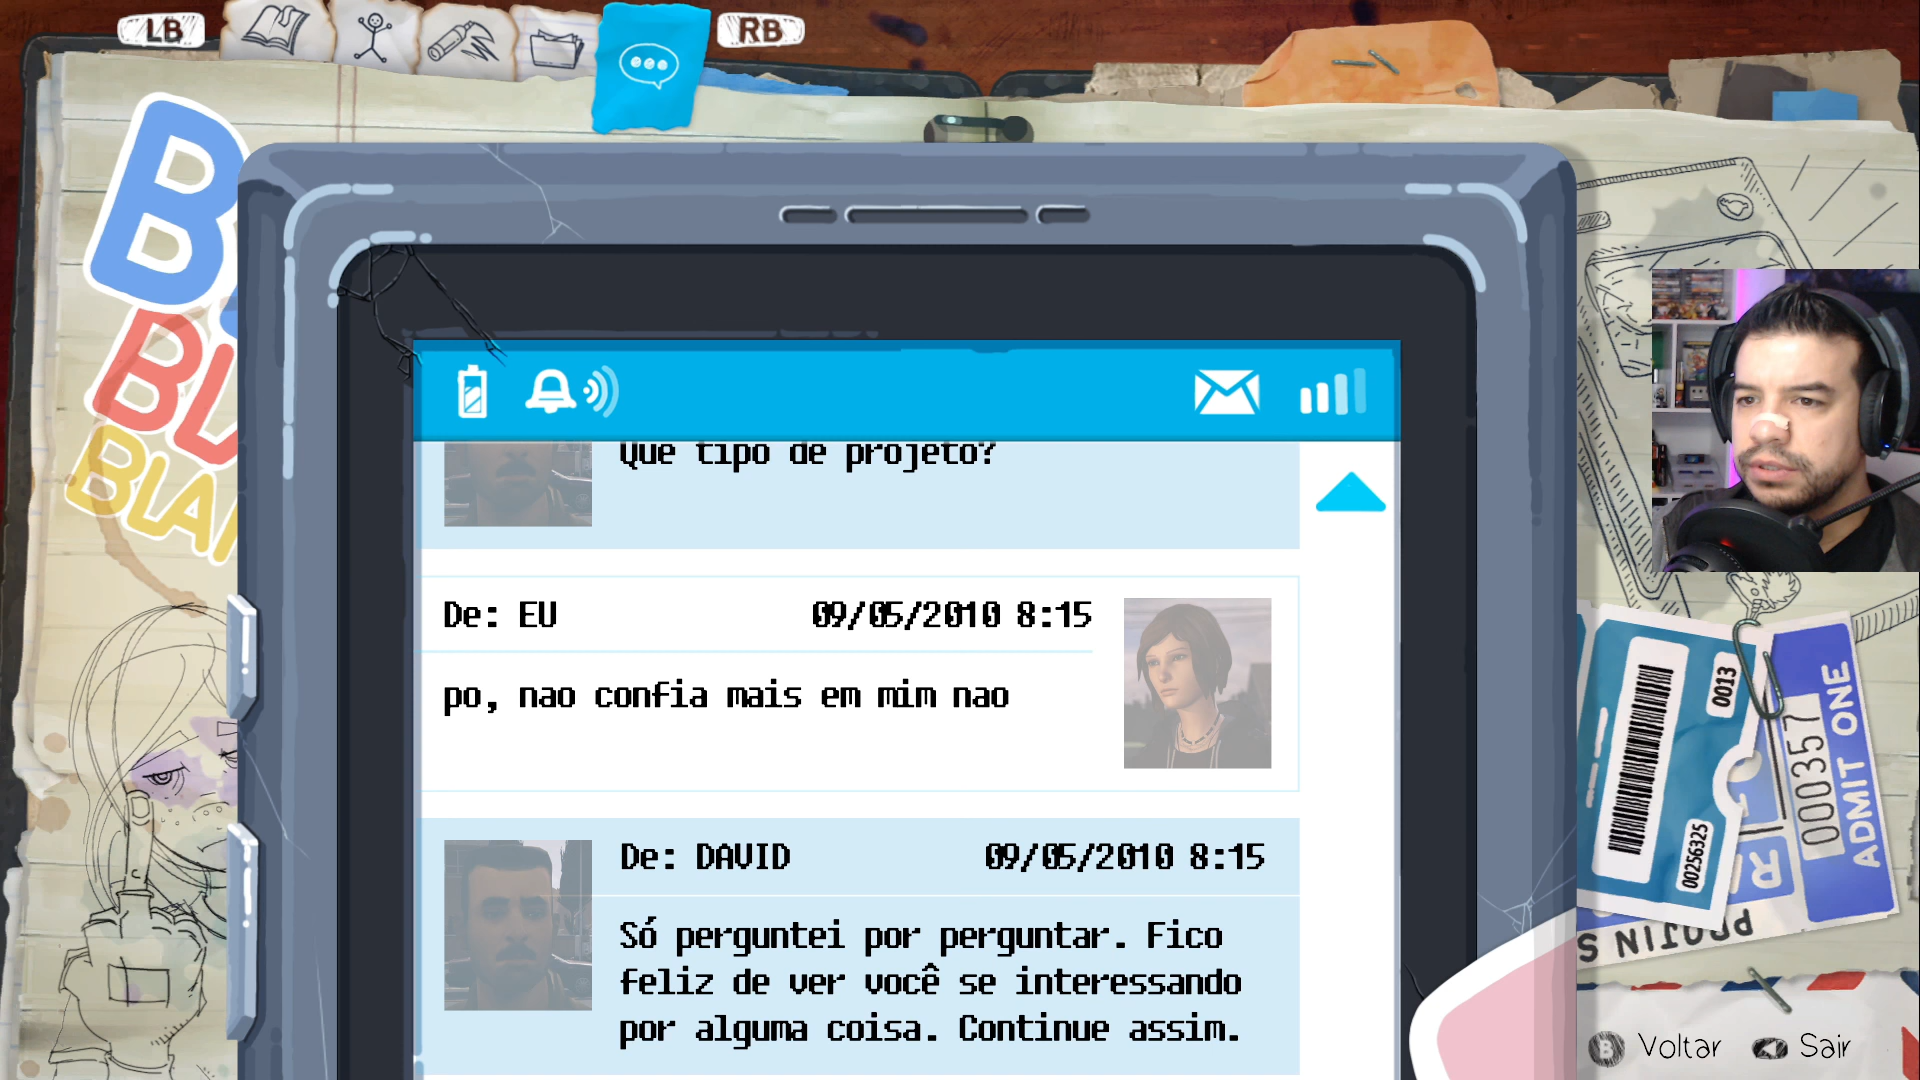 LB
RB
Que tipo de projeto?
De: EU
09/05/2010 8:15
po, nao confia mais em mim nao
De: DAVID
09/05/2010 8:15
Só perguntei por perguntar. Fico
feliz de ver você se interessando
por alguma coisa. Continue assim.
BLA
0013
00256325
000357
ADMIT ONE
B Voltar
Sair